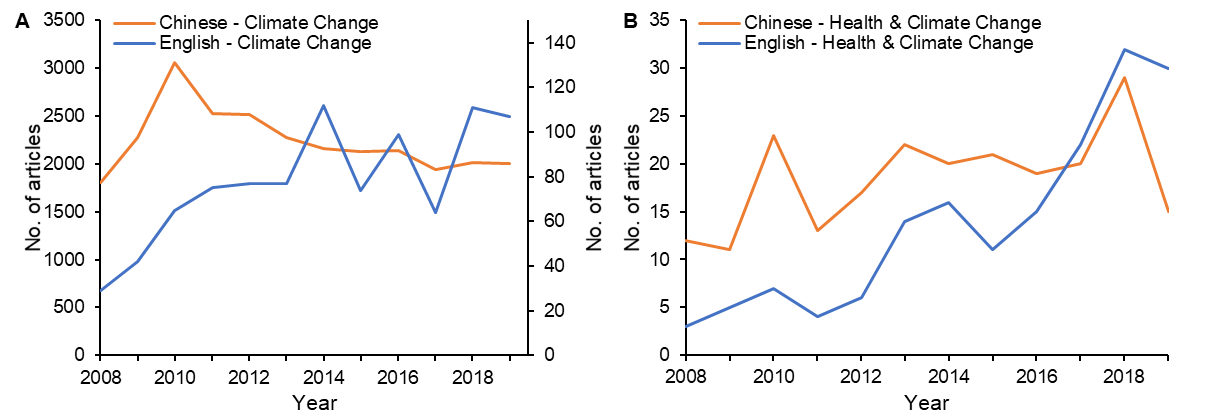 A
Chinese - Climate Change
English - Climate Change
3500
3000
2500
2000
1500
1000
500
0
No. of articles
140
120
100
80
60
40
20
0
No. of articles
2008 2010 2012 2014 2016 2018
Year
B
Chinese - Health & Climate Change
English - Health & Climate Change
35
30
25
20
15
10
5
0
No. of articles
2008 2010 2012 2014 2016 2018
Year